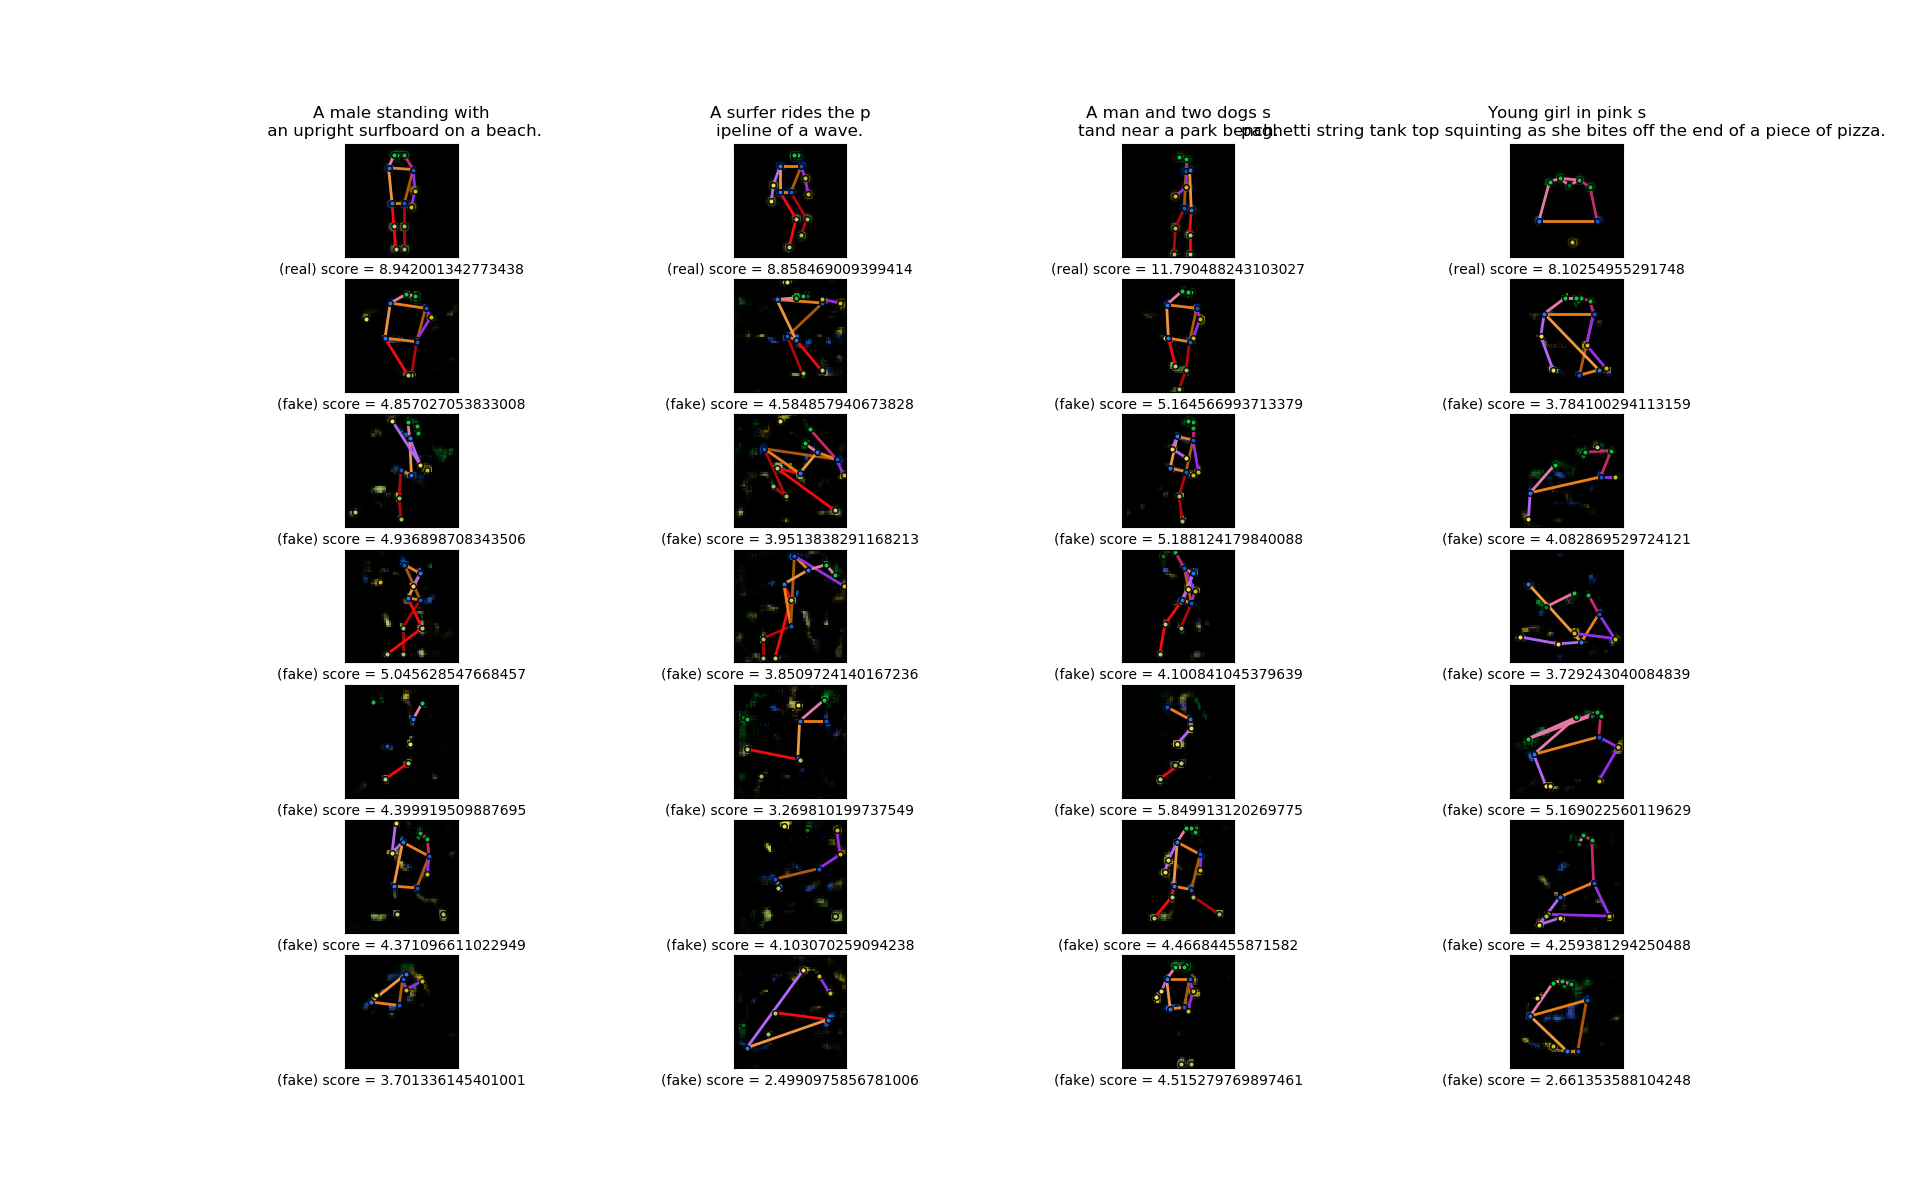 A male standing with
an upright surfboard on a beach.
A surfer rides the p
ipeline of a wave.
A man and two dogs s
tand near a park bench.
Young girl in pink s
paghetti string tank top squinting as she bites off the end of a piece of pizza.
(real) score = 8.942001342773438
(real) score = 8.858469009399414
(real) score = 11.790488243103027
(real) score = 8.10254955291748
(fake) score = 4.857027053833008
(fake) score = 4.584857940673828
(fake) score = 5.164566993713379
(fake) score = 3.784100294113159
(fake) score = 4.936898708343506
(fake) score = 3.9513838291168213
(fake) score = 5.188124179840088
(fake) score = 4.082869529724121
(fake) score = 5.045628547668457
(fake) score = 3.8509724140167236
(fake) score = 4.100841045379639
(fake) score = 3.729243040084839
(fake) score = 4.399919509887695
(fake) score = 3.269810199737549
(fake) score = 5.849913120269775
(fake) score = 5.169022560119629
(fake) score = 4.371096611022949
(fake) score = 4.103070259094238
(fake) score = 4.46684455871582
(fake) score = 4.259381294250488
(fake) score = 3.701336145401001
(fake) score = 2.4990975856781006
(fake) score = 4.515279769897461
(fake) score = 2.661353588104248